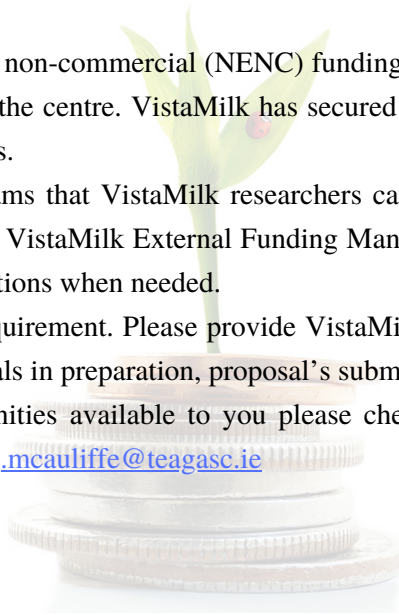 non-commercial (NENC) funding
the centre. VistaMilk has secured
s.
ams that VistaMilk researchers ca
VistaMilk External Funding Man
tions when needed.
quirement. Please provide VistaMi
als in preparation, proposal’s subm
nities available to you please che
.mcauliffe@teagasc.ie